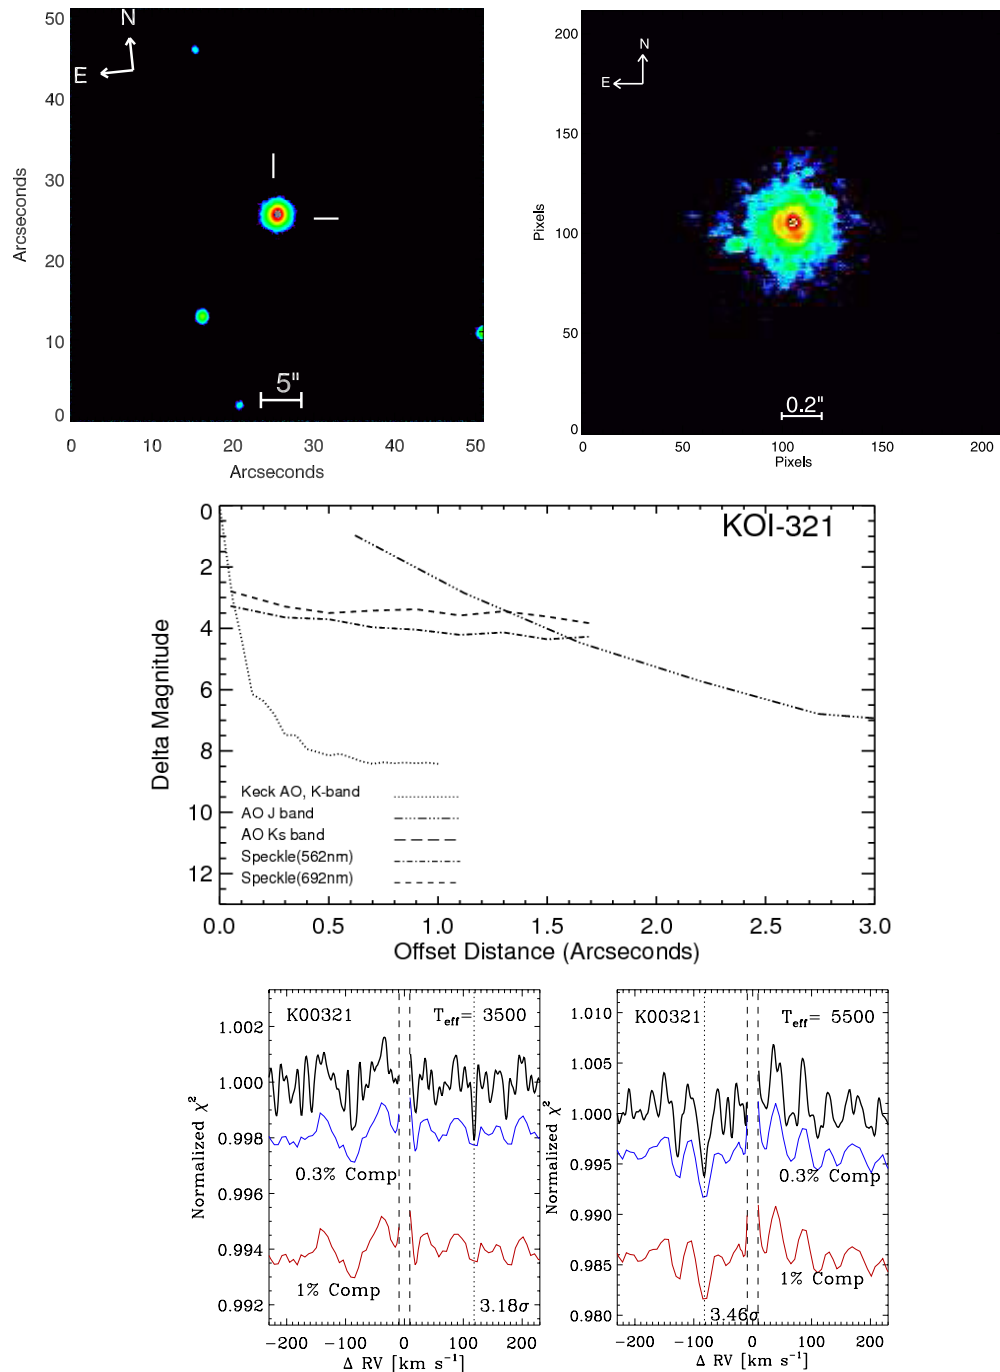 50
40
30
20
10
0
Arcseconds
N
E
5"
0
10
20
30
40
50
Arcseconds
200
150
100
50
0
Pixels
N
E
0.2"
0
50
100
150
200
Pixels
KOI-321
0
2
4
6
8
10
12
Delta Magnitude
Keck AO, K-band
AO J band
AO Ks band
Speckle(562nm)
Speckle(692nm)
0.0
0.5
1.0
1.5
2.0
2.5
3.0
Offset Distance (Arcseconds)
K00321
Teff= 3500
1.002
1.000
0.998
0.996
0.994
0.992
Normalized χ²
0.3% Comp
1% Comp
3.18σ
-200
-100
0
100
200
Δ RV [km s⁻¹]
K00321
Teff= 5500
1.010
1.005
1.000
0.995
0.990
0.985
0.980
Normalized χ²
0.3% Comp
1% Comp
3.46σ
-200
-100
0
100
200
Δ RV [km s⁻¹]